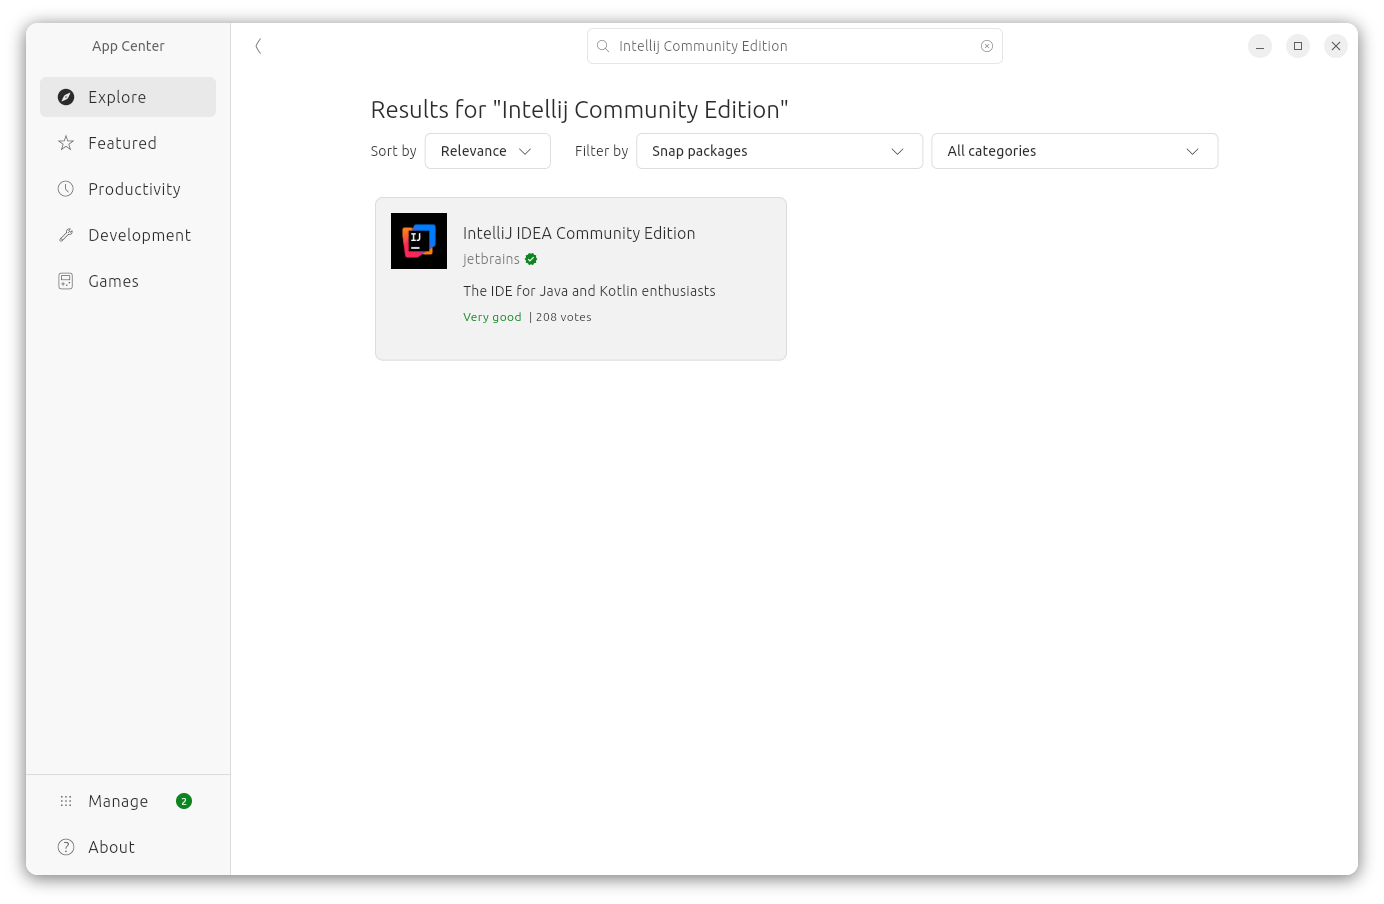 App Center
Intellij Community Edition
Explore
Featured
Productivity
Development
Games
Results for "Intellij Community Edition"
Sort by Relevance Filter by Snap packages All categories
IJ
IntelliJ IDEA Community Edition
jetbrains
The IDE for Java and Kotlin enthusiasts
Very good | 208 votes
Manage 2
About